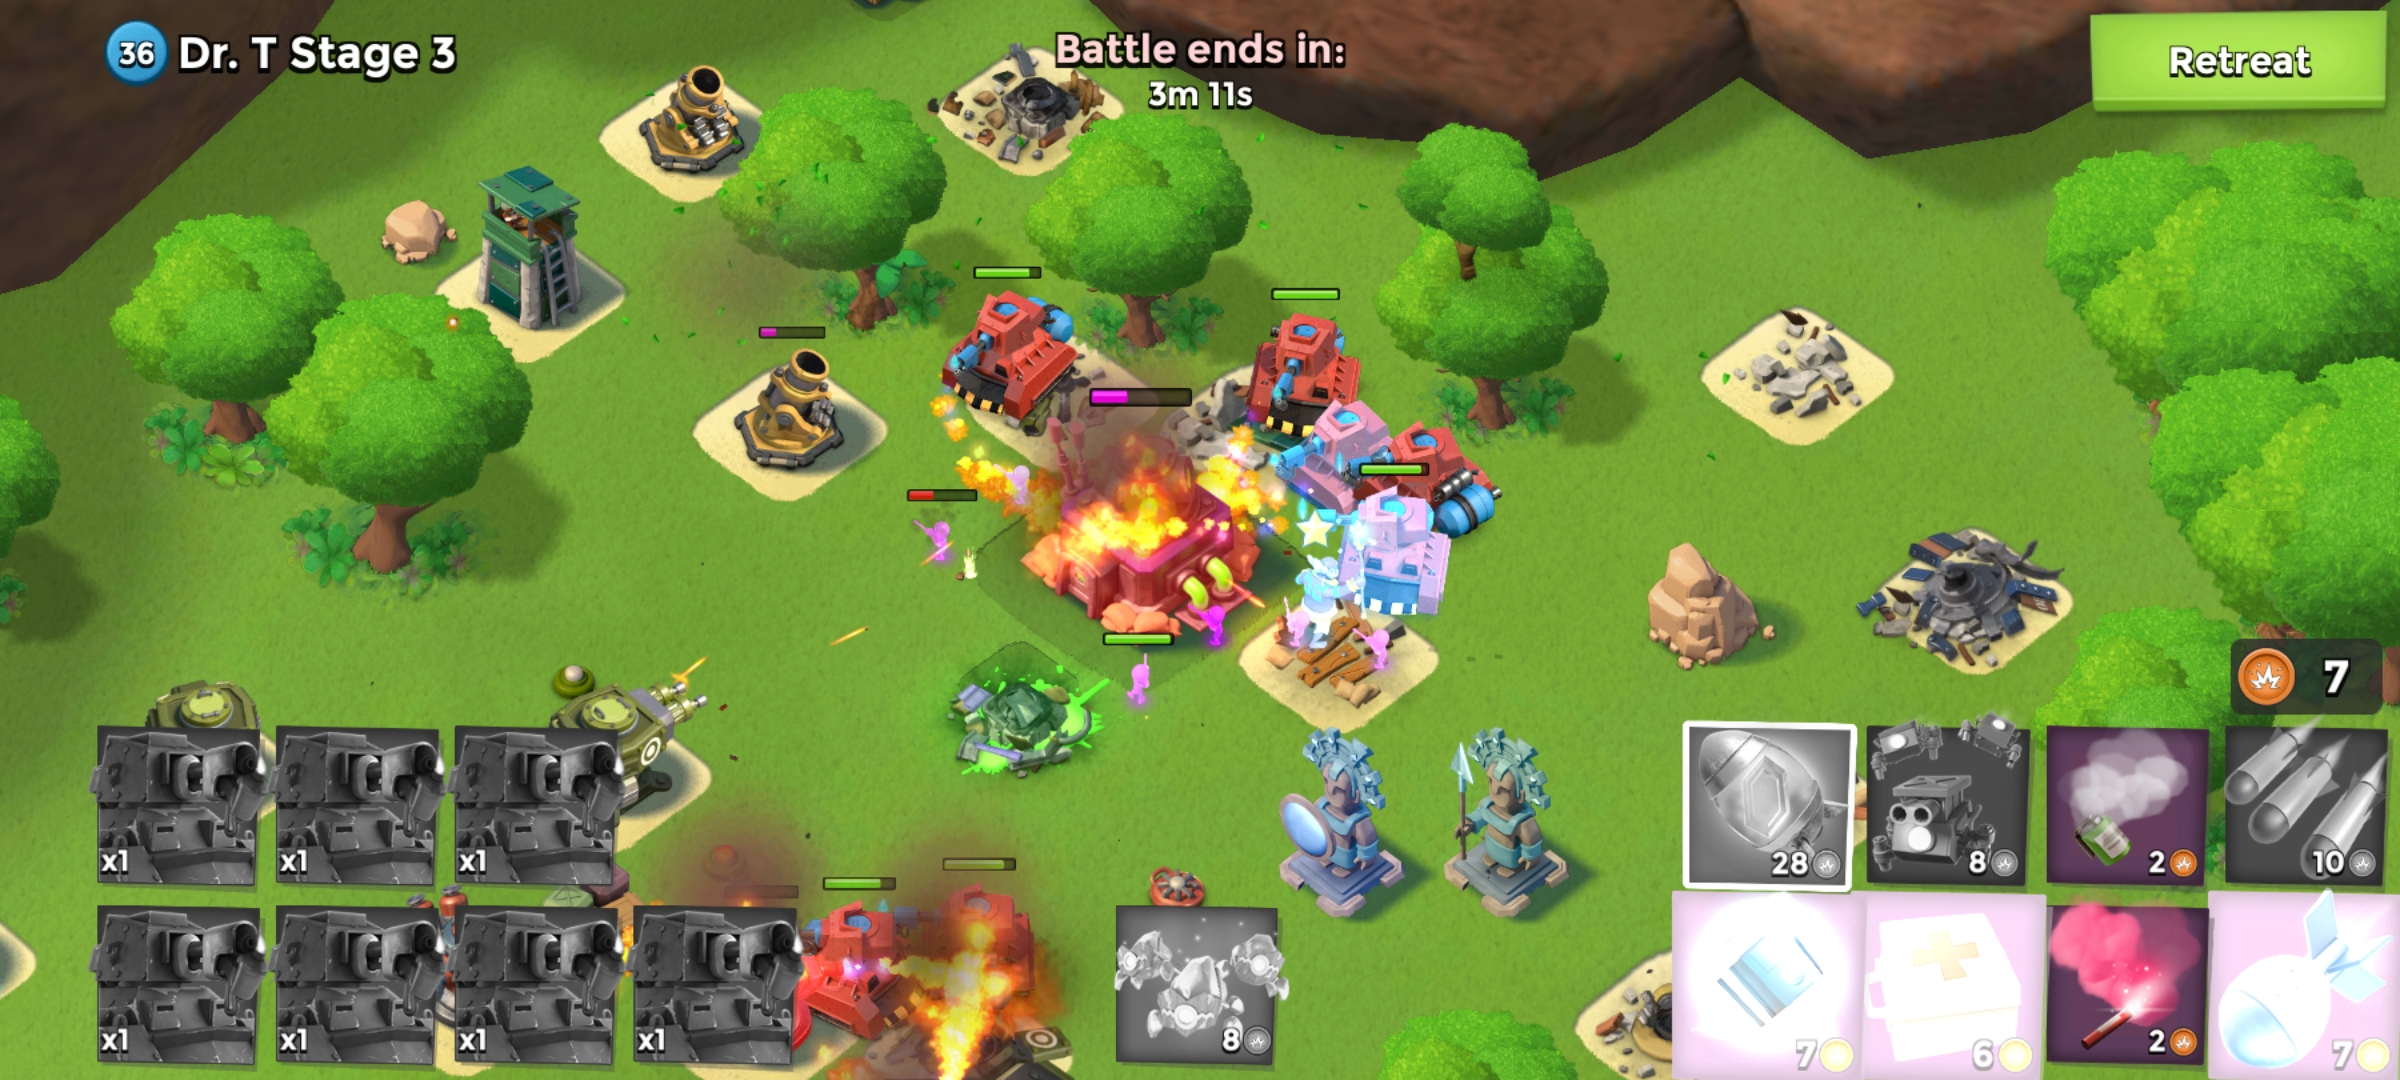 36 Dr. T Stage 3
Battle ends in:
3m 11s
Retreat
7
x1
x1
x1
28
8
2
10
x1
x1
x1
x1
8
7
6
2
7